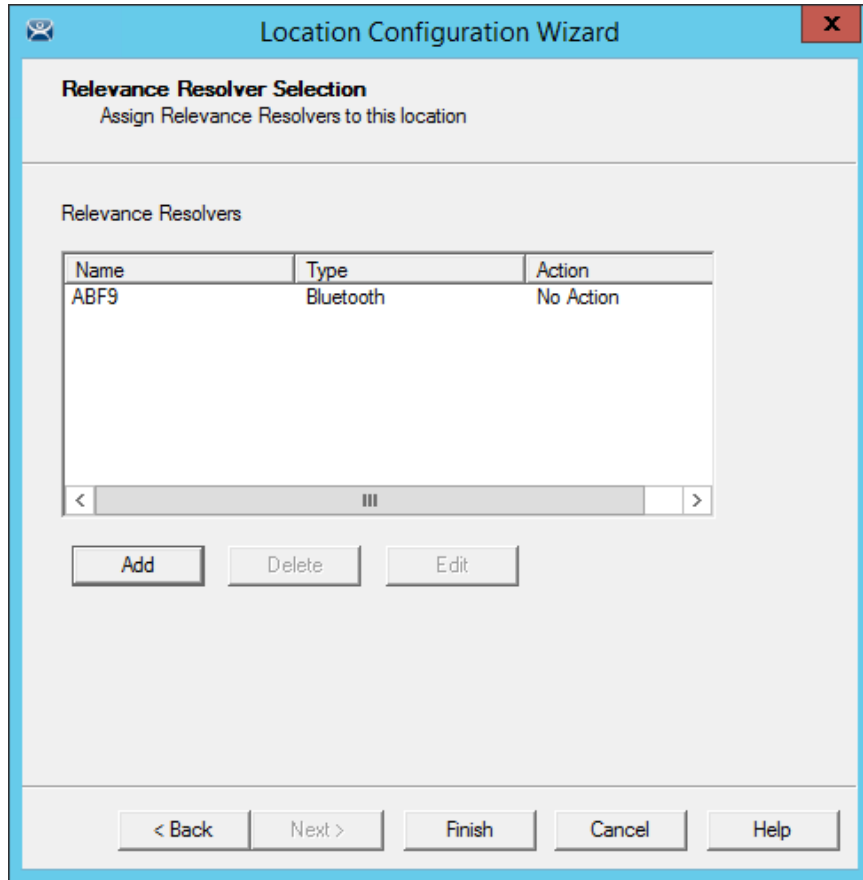 Location Configuration Wizard
x
Relevance Resolver Selection
Assign Relevance Resolvers to this location
Relevance Resolvers
Name Type Action
ABF9 Bluetooth No Action
< III >
Add Delete Edit
< Back Next > Finish Cancel Help